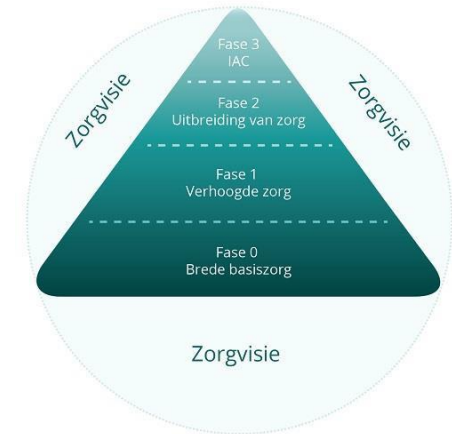 Fase 3
IAC
Zorgvisie
Zorgvisie
Fase 2
Uitbreiding van zorg
Fase 1
Verhoogde zorg
Fase 0
Brede basiszorg
Zorgvisie